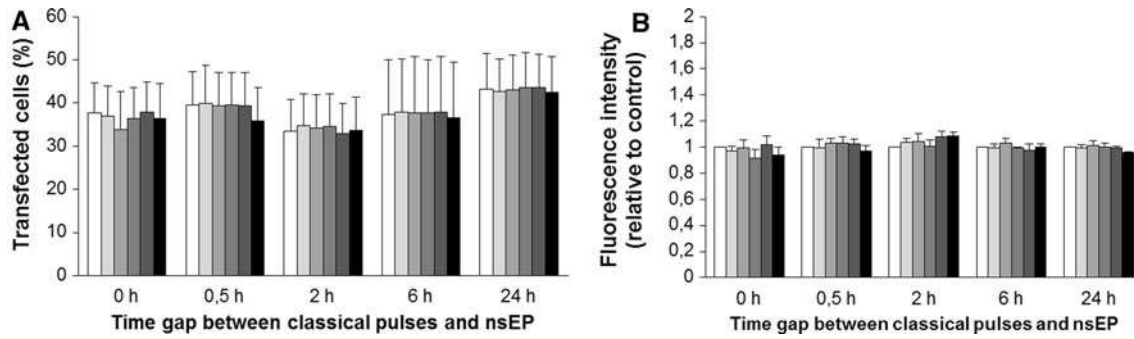 A
Transfected cells (%)
60
50
40
30
20
10
0
0 h 0,5 h 2 h 6 h 24 h
Time gap between classical pulses and nsEP
B
Fluorescence intensity
(relative to control)
2
1,8
1,6
1,4
1,2
1
0,8
0,6
0,4
0,2
0
0 h 0,5 h 2 h 6 h 24 h
Time gap between classical pulses and nsEP